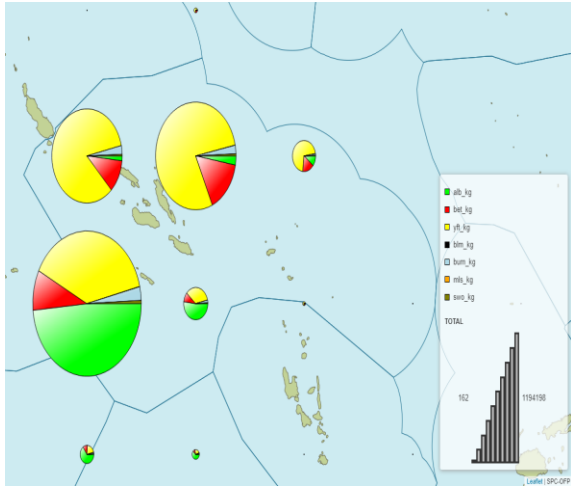 alb_kg
bet_kg
yft_kg
blm_kg
bum_kg
mls_kg
swo_kg
TOTAL
162 1194198
Leaflet | SPC-OFP